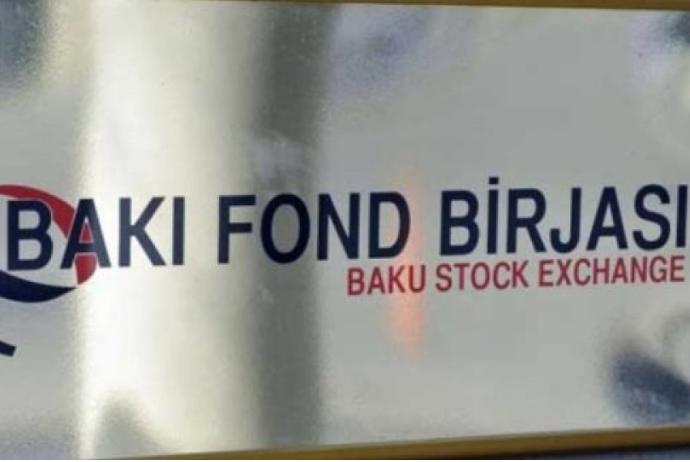 BAKI FOND BİRJASI
BAKU STOCK EXCHANGE